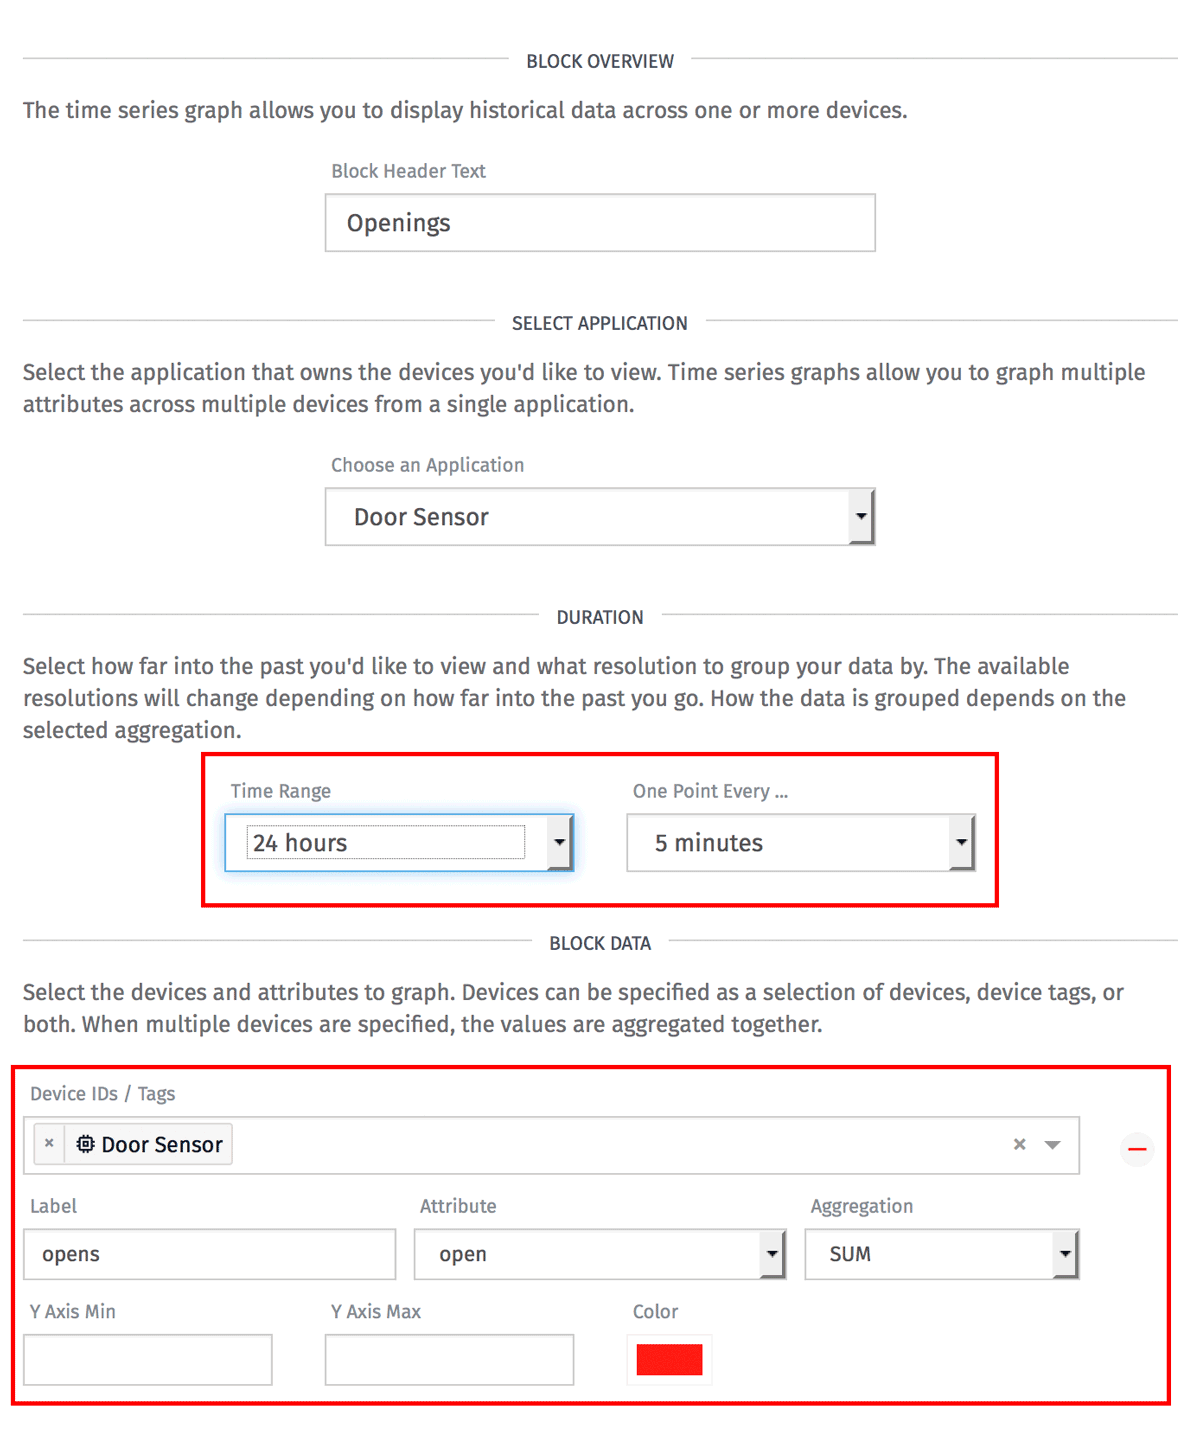 BLOCK OVERVIEW
The time series graph allows you to display historical data across one or more devices.
Block Header Text
Openings
SELECT APPLICATION
Select the application that owns the devices you'd like to view. Time series graphs allow you to graph multiple
attributes across multiple devices from a single application.
Choose an Application
Door Sensor
DURATION
Select how far into the past you'd like to view and what resolution to group your data by. The available
resolutions will change depending on how far into the past you go. How the data is grouped depends on the
selected aggregation.
Time Range One Point Every ...
24 hours 5 minutes
BLOCK DATA
Select the devices and attributes to graph. Devices can be specified as a selection of devices, device tags, or
both. When multiple devices are specified, the values are aggregated together.
Device IDs / Tags
× Door Sensor ×
Label Attribute Aggregation
opens open SUM
Y Axis Min Y Axis Max Color